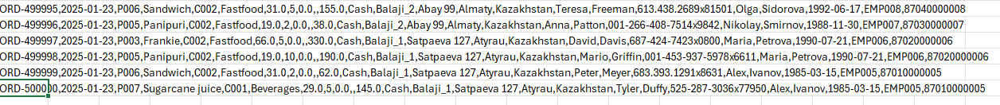 ORD-499995,2025-01-23,P006,Sandwich,C002,Fastfood,31.0,5,0.0,,155.0,Cash,Balaji_2,Abay 99,Almaty,Kazakhstan,Teresa,Freeman,613.438.2689x81501,Olga,Sidorova,1992-06-17,EMP008,87040000008
ORD-499996,2025-01-23,P005,Panipuri,C002,Fastfood,19.0,2,0.0,,38.0,Cash,Balaji_2,Abay 99,Almaty,Kazakhstan,Anna,Patton,001-266-408-7514x9842,Nikolay,Smirnov,1988-11-30,EMP007,87030000007
ORD-499997,2025-01-23,P003,Frankie,C002,Fastfood,66.0,5,0.0,,330.0,Cash,Balaji_1,Satpaeva 127,Atyrau,Kazakhstan,David,Davis,687-424-7423x0800,Maria,Petrova,1990-07-21,EMP006,87020000006
ORD-499998,2025-01-23,P005,Panipuri,C002,Fastfood,19.0,10,0.0,,190.0,Cash,Balaji_1,Satpaeva 127,Atyrau,Kazakhstan,Mario,Griffin,001-453-937-5978x6611,Maria,Petrova,1990-07-21,EMP006,87020000006
ORD-499999,2025-01-23,P006,Sandwich,C002,Fastfood,31.0,2,0.0,,62.0,Cash,Balaji_1,Satpaeva 127,Atyrau,Kazakhstan,Peter,Meyer,683.393.1291x8631,Alex,Ivanov,1985-03-15,EMP005,87010000005
ORD-500000,2025-01-23,P007,Sugarcane juice,C001,Beverages,29.0,5,0.0,,145.0,Cash,Balaji_1,Satpaeva 127,Atyrau,Kazakhstan,Tyler,Duffy,525-287-3036x77950,Alex,Ivanov,1985-03-15,EMP005,87010000005